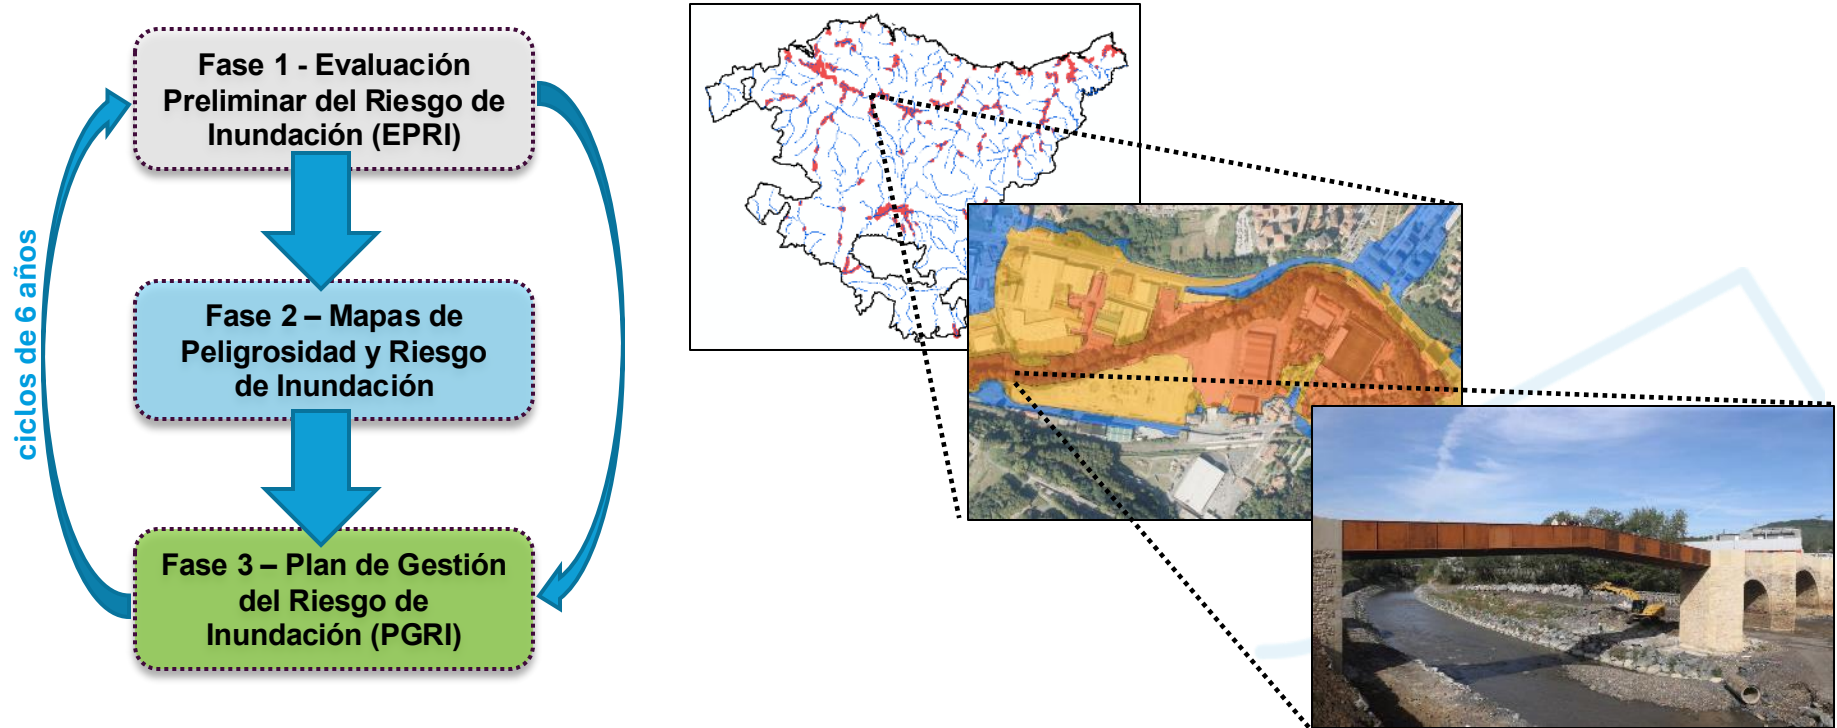 Fase 1 - Evaluación
Preliminar del Riesgo de
Inundación (EPRI)
ciclos de 6 años
Fase 2 – Mapas de
Peligrosidad y Riesgo
de Inundación
Fase 3 – Plan de Gestión
del Riesgo de
Inundación (PGRI)